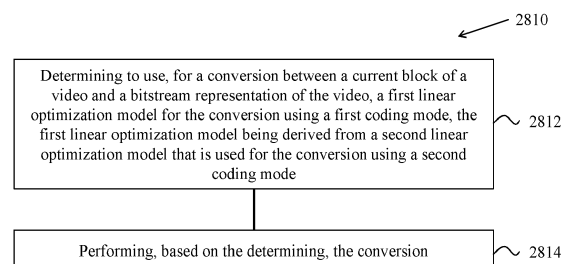 2810
Determining to use, for a conversion between a current block of a
video and a bitstream representation of the video, a first linear
optimization model for the conversion using a first coding mode, the
first linear optimization model being derived from a second linear
optimization model that is used for the conversion using a second
coding mode
2812
Performing, based on the determining, the conversion
2814